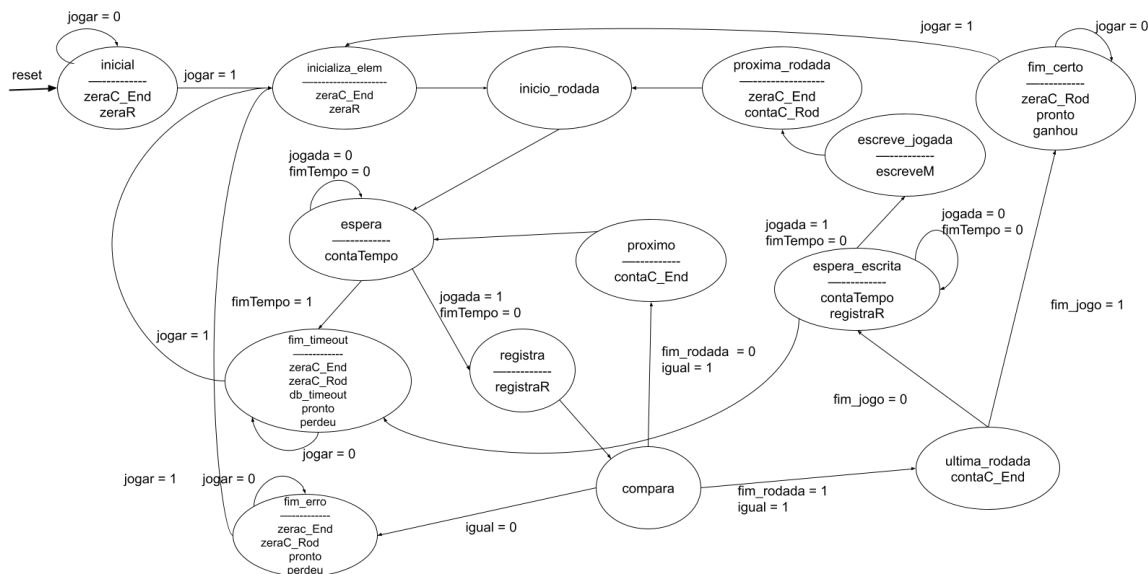 jogar = 0
reset
inicial
—-----------
zeraC_End
zeraR
jogar = 1
inicializa_elem
—--------------------
zeraC_End
zeraR
inicio_rodada
proxima_rodada
—----------------
zeraC_End
contaC_Rod
jogar = 1
jogar = 0
fim_certo
—-----------
zeraC_Rod
pronto
ganhou
escreve_jogada
—-----------
escreveM
jogada = 0
fimTempo = 0
espera
—----------
contaTempo
proximo
—-----------
contaC_End
jogada = 1
fimTempo = 0
jogada = 0
fimTempo = 0
espera_escrita
—-----------
contaTempo
registraR
fimTempo = 1
jogada = 1
fimTempo = 0
fim_jogo = 1
jogar = 1
fim_timeout
—----------
zeraC_End
zeraC_Rod
db_timeout
pronto
perdeu
registra
—-----------
registraR
fim_rodada = 0
igual = 1
fim_jogo = 0
jogar = 0
jogar = 1
jogar = 0
fim_erro
—-----------
zerac_End
zeraC_Rod
pronto
perdeu
igual = 0
compara
fim_rodada = 1
igual = 1
ultima_rodada
contaC_End